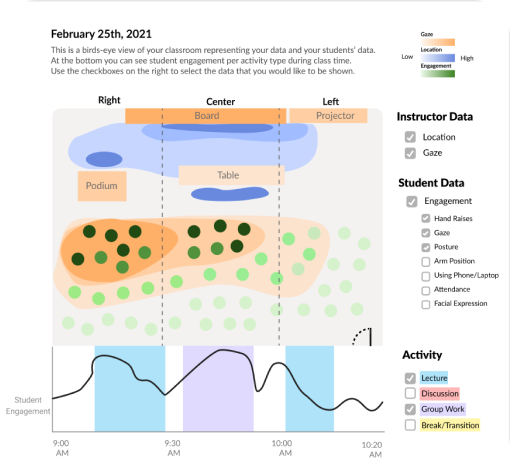 February 25th, 2021
This is a birds-eye view of your classroom representing your data and your students' data.
At the bottom you can see student engagement per activity type during class time.
Use the checkboxes on the right to select the data that you would like to be shown.
Gaze
Location
Low
High
Engagement
Right
Center
Left
Board
Projector
Podium
Table
Instructor Data
Location
Gaze
Student Data
Engagement
Hand Raises
Gaze
Posture
Arm Position
Using Phone/Laptop
Attendance
Facial Expression
Activity
Lecture
Discussion
Group Work
Break/Transition
Student
Engagement
9:00
AM
9:30
AM
10:00
AM
10:20
AM